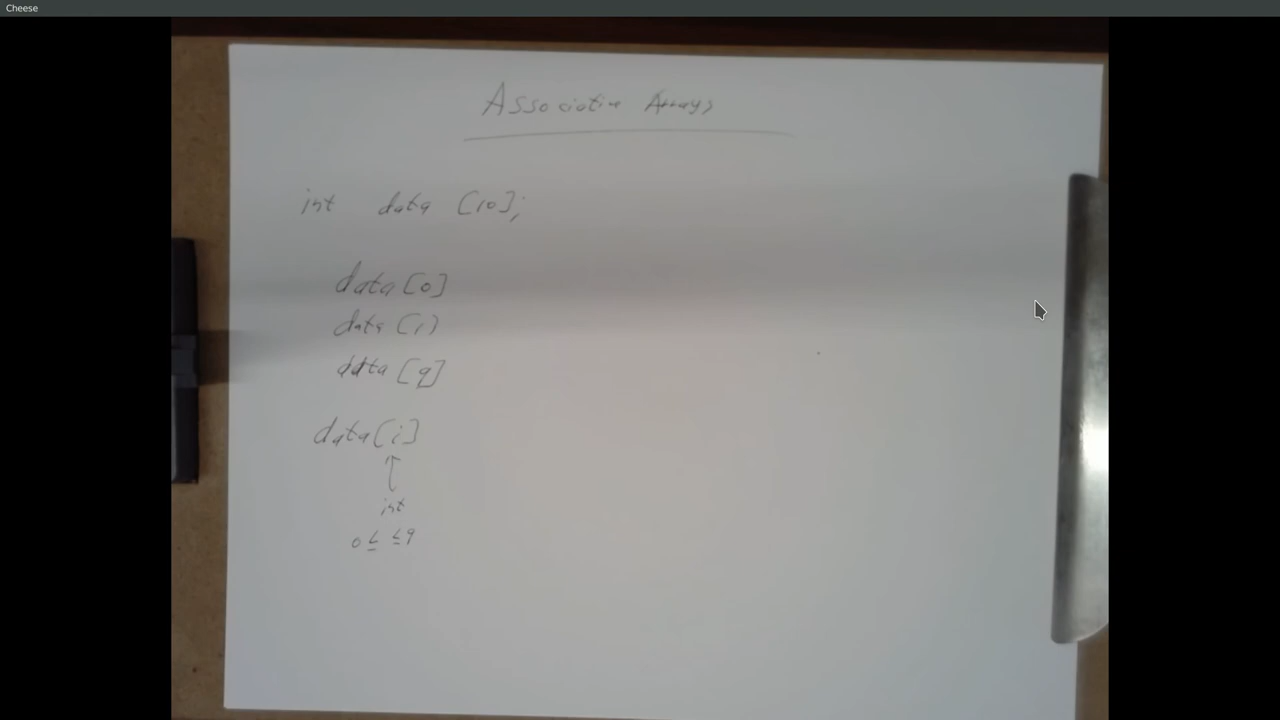 Cheese
Associative Arrays
int data [10];
data [0]
data [1]
data [9]
data [i]
int
0 ≤ ≤ 9